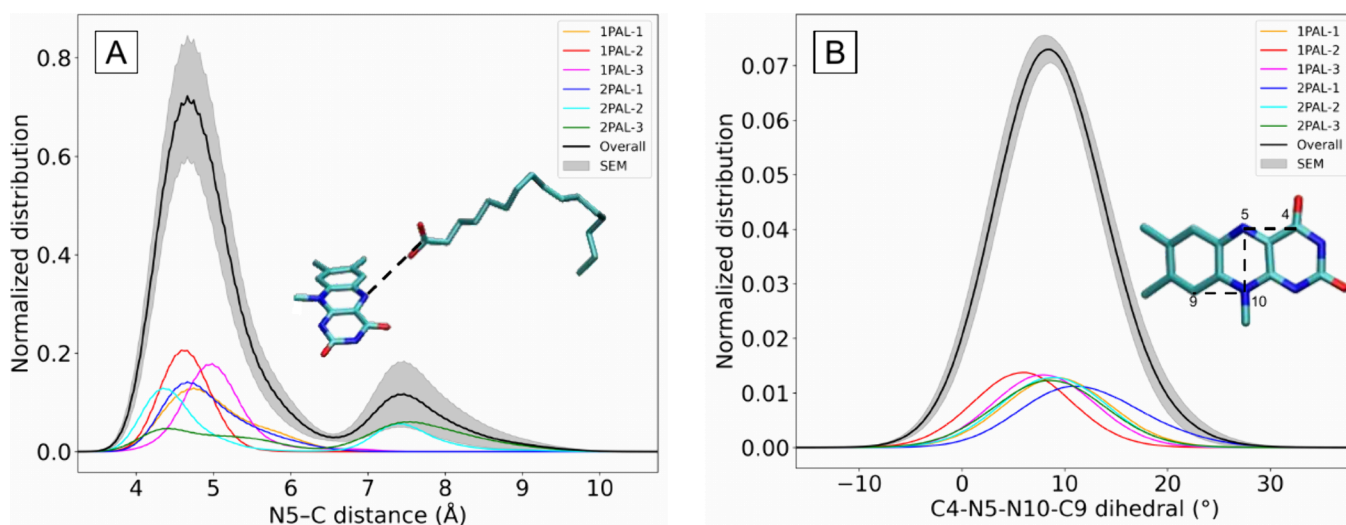 A
1PAL-1
1PAL-2
1PAL-3
2PAL-1
2PAL-2
2PAL-3
Overall
SEM
Normalized distribution
0.8
0.6
0.4
0.2
0.0
4 5 6 7 8 9 10
N5–C distance (Å)
B
1PAL-1
1PAL-2
1PAL-3
2PAL-1
2PAL-2
2PAL-3
Overall
SEM
Normalized distribution
0.07
0.06
0.05
0.04
0.03
0.02
0.01
0.00
5 4
9 10
−10 0 10 20 30
C4-N5-N10-C9 dihedral (°)